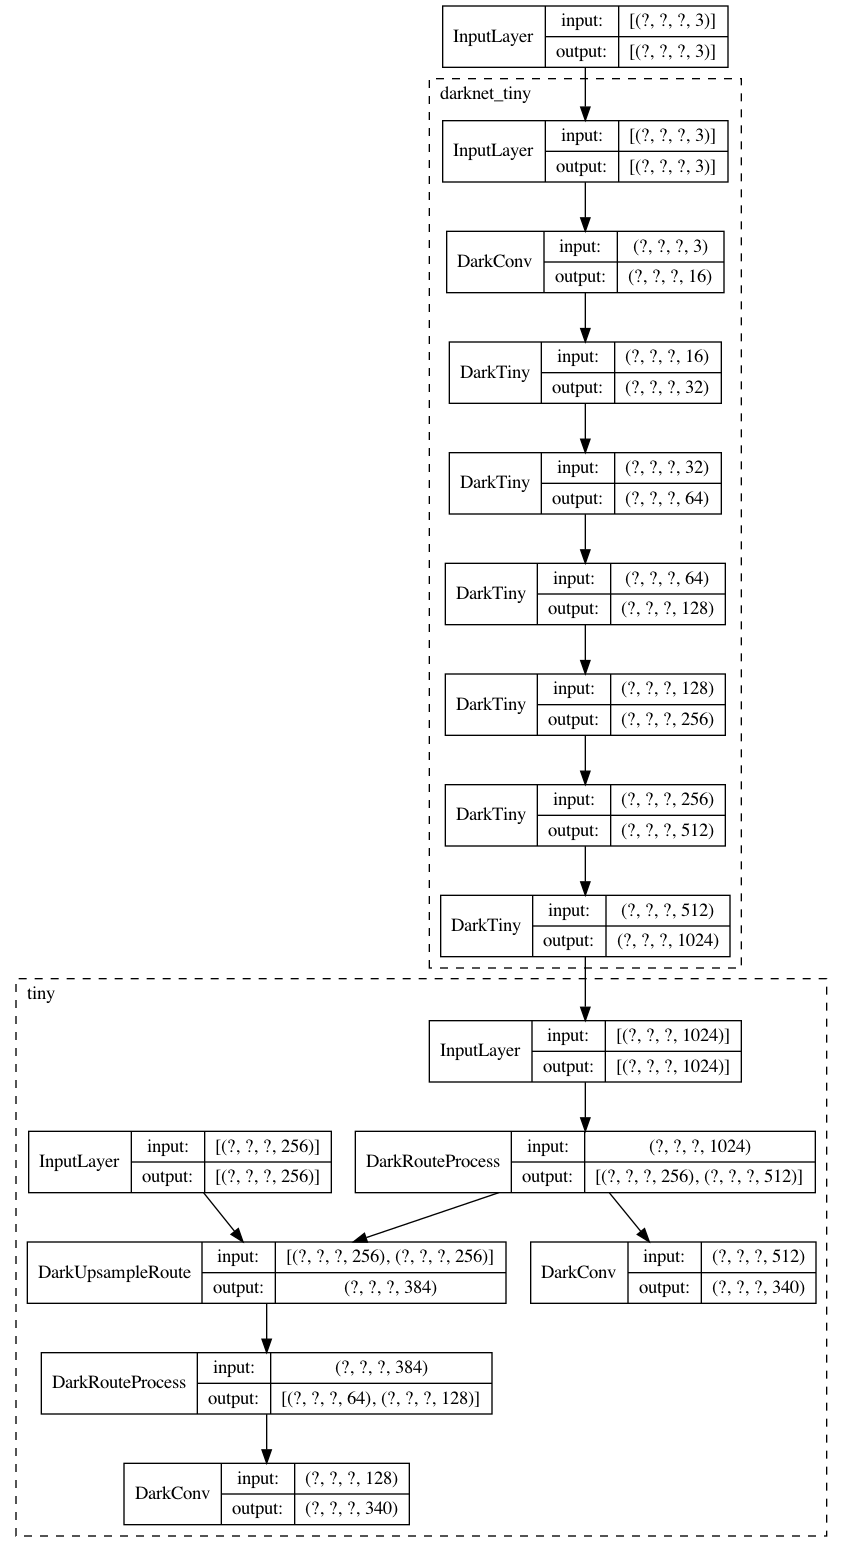 InputLayer
input: [(?, ?, ?, 3)]
output: [(?, ?, ?, 3)]
darknet_tiny
InputLayer
input: [(?, ?, ?, 3)]
output: [(?, ?, ?, 3)]
DarkConv
input: (?, ?, ?, 3)
output: (?, ?, ?, 16)
DarkTiny
input: (?, ?, ?, 16)
output: (?, ?, ?, 32)
DarkTiny
input: (?, ?, ?, 32)
output: (?, ?, ?, 64)
DarkTiny
input: (?, ?, ?, 64)
output: (?, ?, ?, 128)
DarkTiny
input: (?, ?, ?, 128)
output: (?, ?, ?, 256)
DarkTiny
input: (?, ?, ?, 256)
output: (?, ?, ?, 512)
DarkTiny
input: (?, ?, ?, 512)
output: (?, ?, ?, 1024)
tiny
InputLayer
input: [(?, ?, ?, 1024)]
output: [(?, ?, ?, 1024)]
InputLayer
input: [(?, ?, ?, 256)]
output: [(?, ?, ?, 256)]
DarkRouteProcess
input: (?, ?, ?, 1024)
output: [(?, ?, ?, 256), (?, ?, ?, 512)]
DarkUpsampleRoute
input: [(?, ?, ?, 256), (?, ?, ?, 256)]
output: (?, ?, ?, 384)
DarkConv
input: (?, ?, ?, 512)
output: (?, ?, ?, 340)
DarkRouteProcess
input: (?, ?, ?, 384)
output: [(?, ?, ?, 64), (?, ?, ?, 128)]
DarkConv
input: (?, ?, ?, 128)
output: (?, ?, ?, 340)